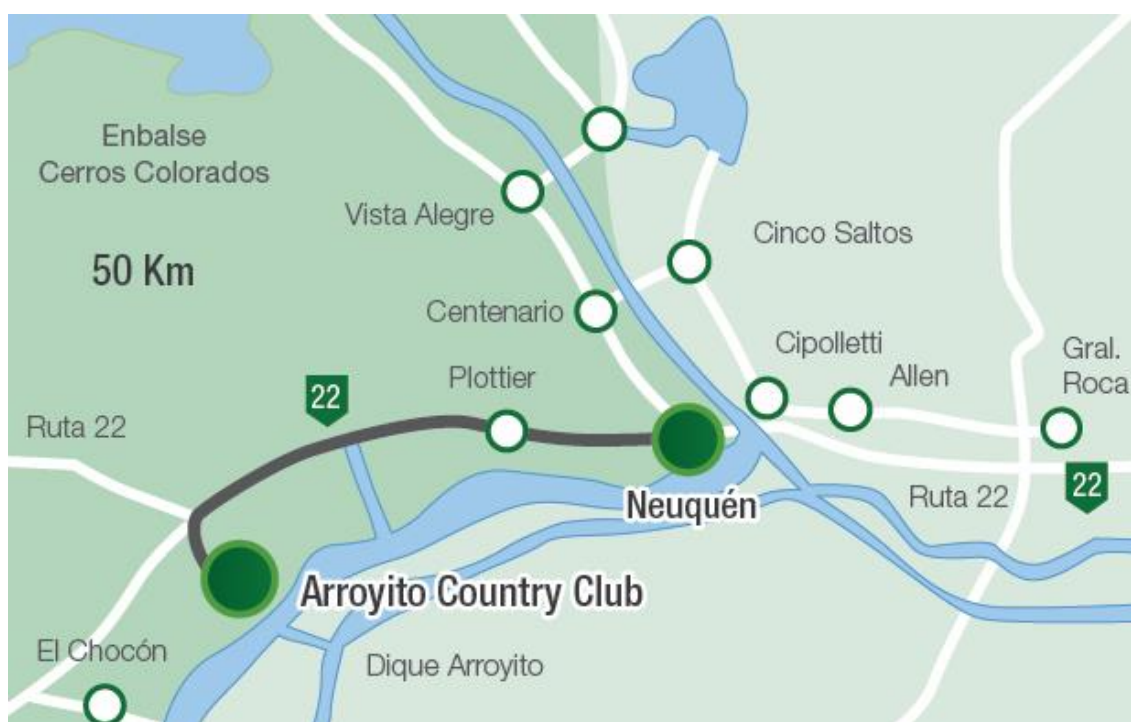 Enbalse
Cerros Colorados
Vista Alegre
50 Km
Cinco Saltos
Centenario
Cipolletti
Gral.
Roca
Plottier
Allen
22
Ruta 22
22
Ruta 22
Neuquén
Arroyito Country Club
El Chocón
Dique Arroyito